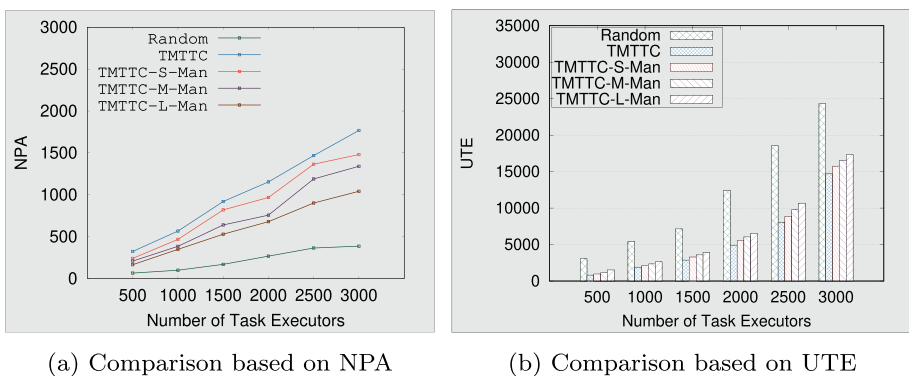 3000
2500
2000
1500
1000
500
0
NPA
Random
TMTTC
TMTTC-S-Man
TMTTC-M-Man
TMTTC-L-Man
500 1000 1500 2000 2500 3000
Number of Task Executors
(a) Comparison based on NPA
35000
30000
25000
20000
15000
10000
5000
0
UTE
Random
TMTTC
TMTTC-S-Man
TMTTC-M-Man
TMTTC-L-Man
500 1000 1500 2000 2500 3000
Number of Task Executors
(b) Comparison based on UTE